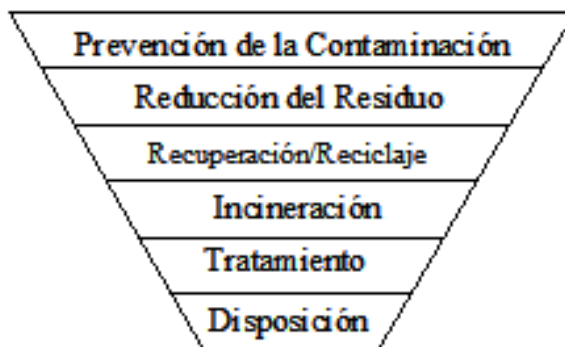 Prevención de la Contaminación
Reducción del Residuo
Recuperación/Reciclaje
Incineración
Tratamiento
Disposición